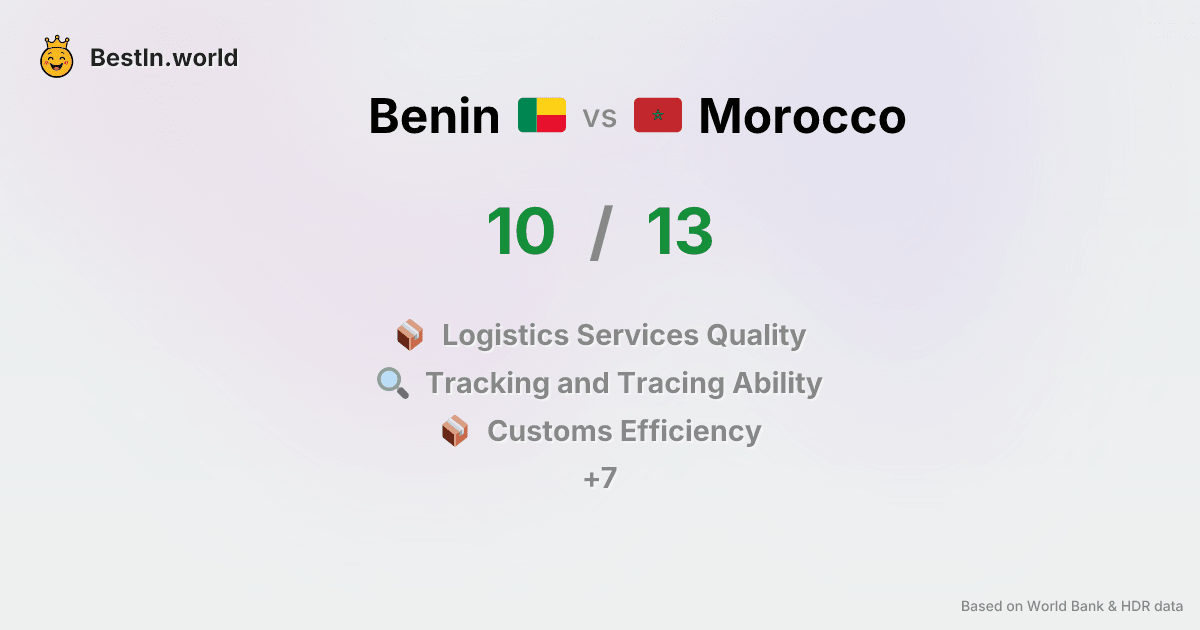 BestIn.world
Benin vs Morocco
10 / 13
Logistics Services Quality
Tracking and Tracing Ability
Customs Efficiency
+7
Based on World Bank & HDR data